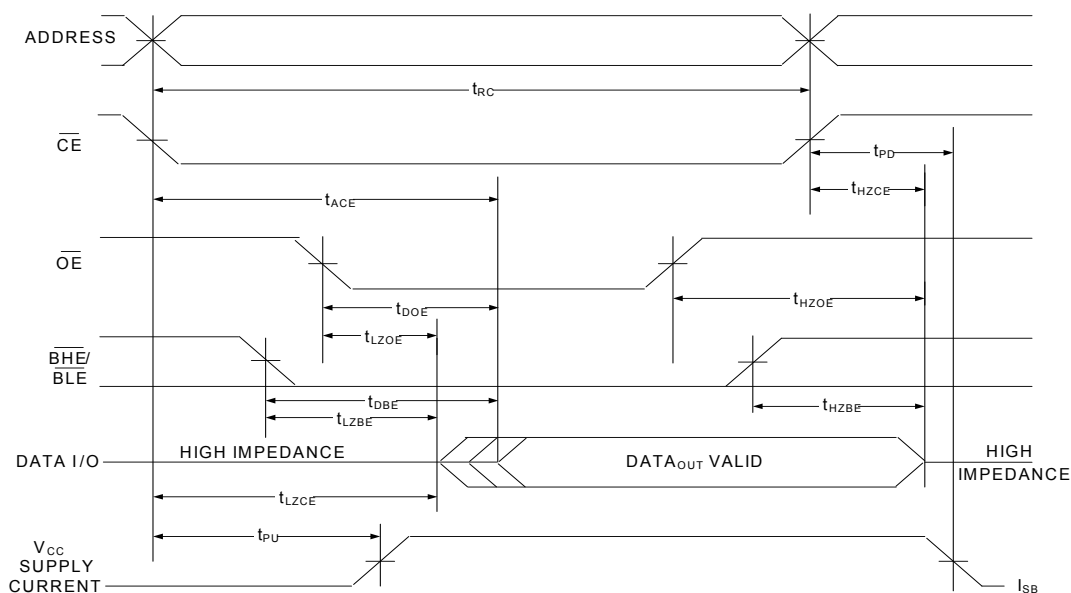 ADDRESS
tRC
CE
tPD
tHZCE
tACE
OE
tHZOE
tDOE
tLZOE
BHE/
BLE
tDBE
tHZBE
tLZBE
HIGH IMPEDANCE
DATA I/O
DATAOUT VALID
HIGH
IMPEDANCE
tLZCE
tPU
VCC
SUPPLY
CURRENT
ISB